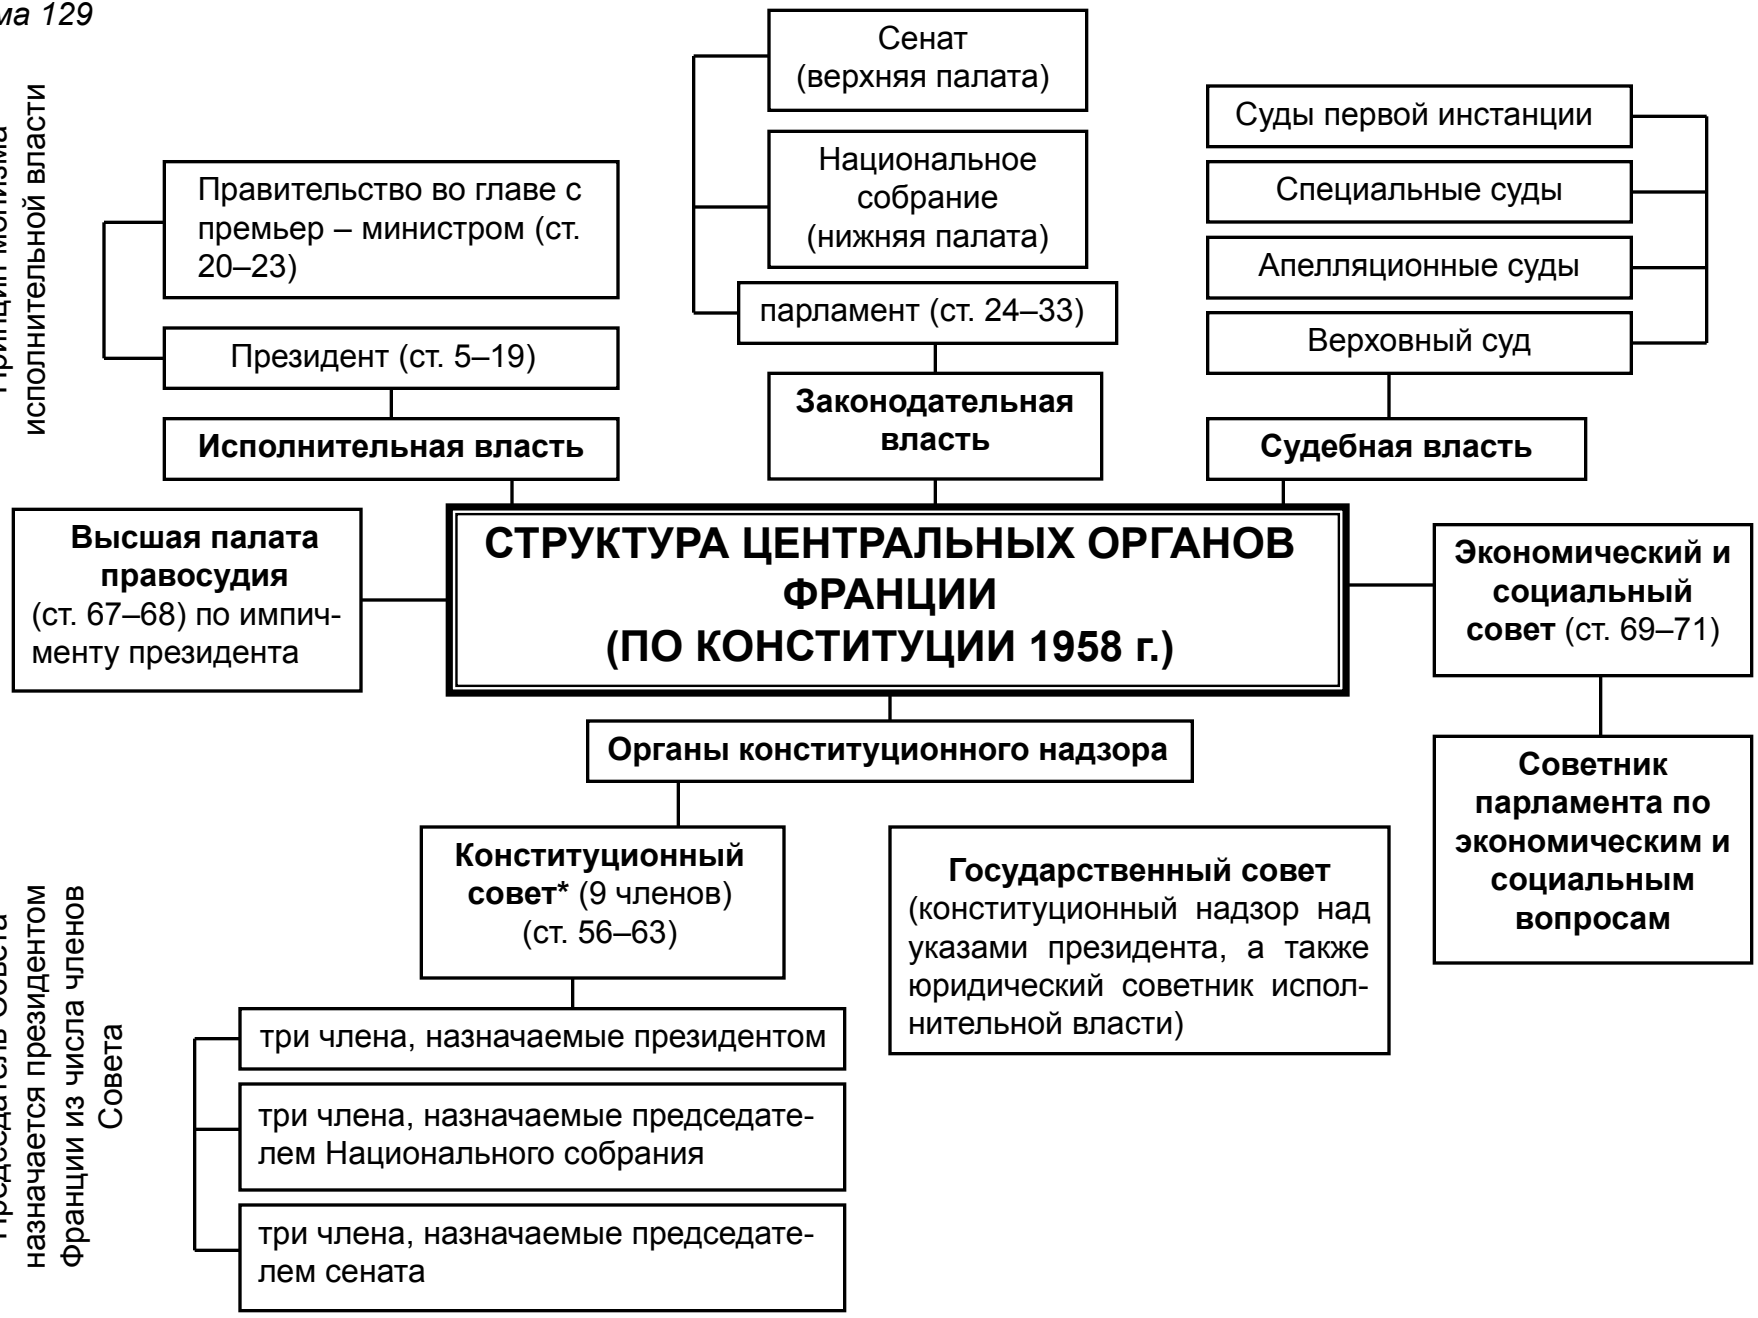 129
исполнительной власти
Сенат
(верхняя палата)
Национальное
собрание
(нижняя палата)
парламент (ст. 24–33)
Законодательная
власть
Суды первой инстанции
Специальные суды
Апелляционные суды
Верховный суд
Судебная власть
Правительство во главе с
премьер – министром (ст.
20–23)
Президент (ст. 5–19)
Исполнительная власть
Высшая палата
правосудия
(ст. 67–68) по импич-
менту президента
СТРУКТУРА ЦЕНТРАЛЬНЫХ ОРГАНОВ
ФРАНЦИИ
(ПО КОНСТИТУЦИИ 1958 г.)
Экономический и
социальный
совет (ст. 69–71)
Советник
парламента по
экономическим и
социальным
вопросам
Органы конституционного надзора
Конституционный
совет* (9 членов)
(ст. 56–63)
Государственный совет
(конституционный надзор над
указами президента, а также
юридический советник испол-
нительной власти)
три члена, назначаемые президентом
три члена, назначаемые председате-
лем Национального собрания
три члена, назначаемые председате-
лем сената
назначается президентом
Франции из числа членов
Совета